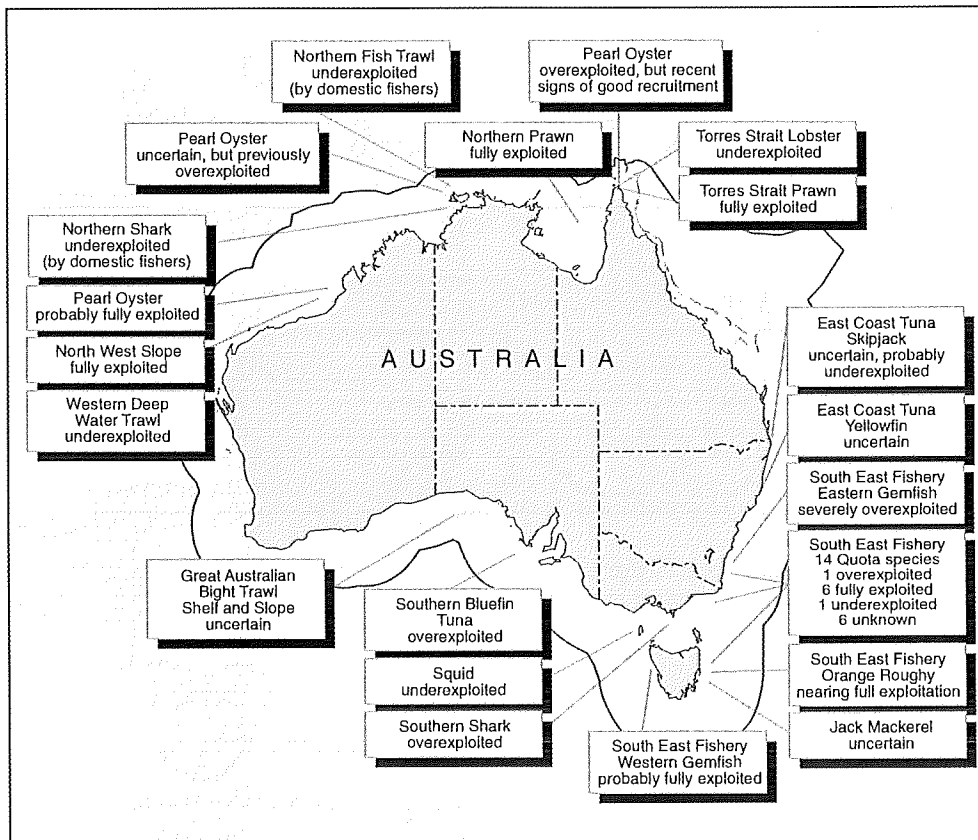 Northern Fish Trawl
underexploited
(by domestic fishers)
Pearl Oyster
overexploited, but recent
signs of good recruitment
Pearl Oyster
uncertain, but previously
overexploited
Northern Prawn
fully exploited
Torres Strait Lobster
underexploited
Torres Strait Prawn
fully exploited
Northern Shark
underexploited
(by domestic fishers)
Pearl Oyster
probably fully exploited
North West Slope
fully exploited
Western Deep
Water Trawl
underexploited
AUSTRALIA
East Coast Tuna
Skipjack
uncertain, probably
underexploited
East Coast Tuna
Yellowfin
uncertain
South East Fishery
Eastern Gemfish
severely overexploited
South East Fishery
14 Quota species
1 overexploited
6 fully exploited
1 underexploited
6 unknown
South East Fishery
Orange Roughy
nearing full exploitation
Jack Mackerel
uncertain
Great Australian
Bight Trawl
Shelf and Slope
uncertain
Southern Bluefin
Tuna
overexploited
Squid
underexploited
Southern Shark
overexploited
South East Fishery
Western Gemfish
probably fully exploited